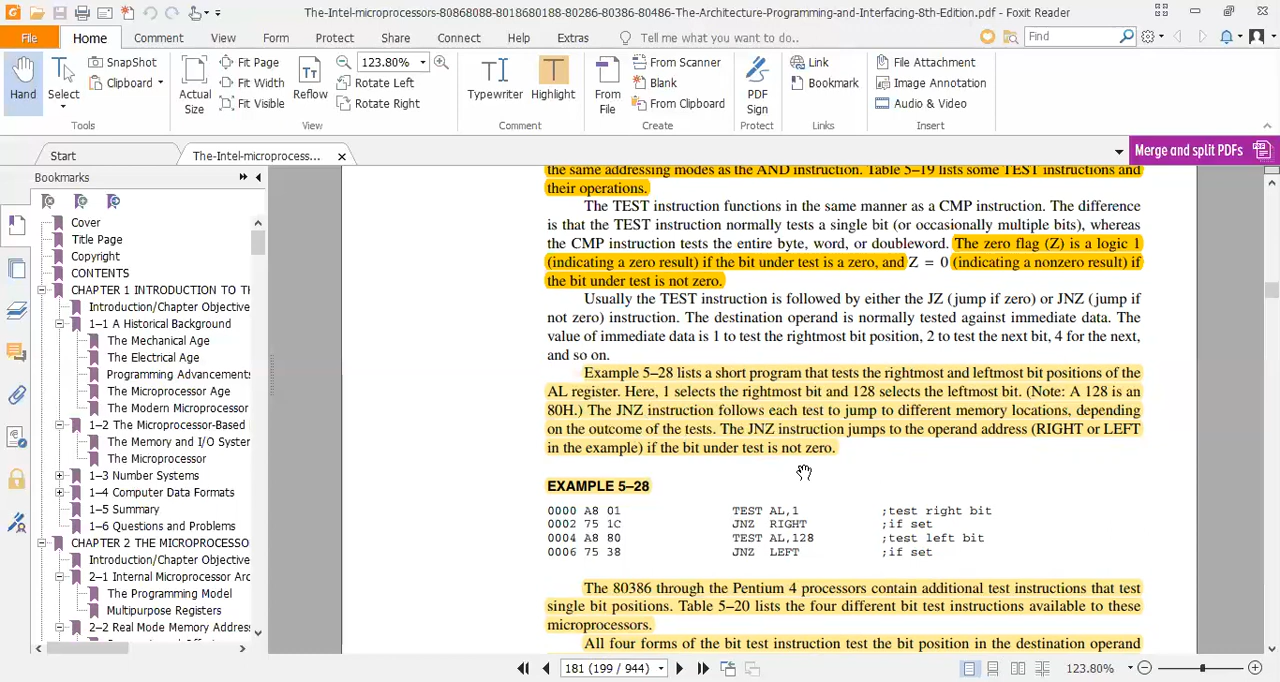 The-Intel-microprocessors-80868088-8018680188-80286-80386-80486-The-Architecture-Programming-and-Interfacing-8th-Edition.pdf - Foxit Reader
File Home Comment View Form Protect Share Connect Help Extras Tell me what you want to do.. Find
Hand
Select
SnapShot
Clipboard
Tools
Actual Size
Fit Page
Fit Width
Fit Visible
Reflow
123.80%
Rotate Left
Rotate Right
View
Typewriter
Highlight
Comment
From File
From Scanner
Blank
From Clipboard
Create
PDF Sign
Protect
Link
Bookmark
Links
File Attachment
Image Annotation
Audio & Video
Insert
Start
The-Intel-microprocess...
Merge and split PDFs
Bookmarks
Cover
Title Page
Copyright
CONTENTS
CHAPTER 1 INTRODUCTION TO TH
Introduction/Chapter Objective
1–1 A Historical Background
The Mechanical Age
The Electrical Age
Programming Advancements
The Microprocessor Age
The Modern Microprocessor
1–2 The Microprocessor-Based
The Memory and I/O System
The Microprocessor
1–3 Number Systems
1–4 Computer Data Formats
1–5 Summary
1–6 Questions and Problems
CHAPTER 2 THE MICROPROCESSO
Introduction/Chapter Objective
2–1 Internal Microprocessor Arc
The Programming Model
Multipurpose Registers
2–2 Real Mode Memory Address
the same addressing modes as the AND instruction. Table 5–19 lists some TEST instructions and
their operations.
The TEST instruction functions in the same manner as a CMP instruction. The difference
is that the TEST instruction normally tests a single bit (or occasionally multiple bits), whereas
the CMP instruction tests the entire byte, word, or doubleword. The zero flag (Z) is a logic 1
(indicating a zero result) if the bit under test is a zero, and Z = 0 (indicating a nonzero result) if
the bit under test is not zero.
Usually the TEST instruction is followed by either the JZ (jump if zero) or JNZ (jump if
not zero) instruction. The destination operand is normally tested against immediate data. The
value of immediate data is 1 to test the rightmost bit position, 2 to test the next bit, 4 for the next,
and so on.
Example 5–28 lists a short program that tests the rightmost and leftmost bit positions of the
AL register. Here, 1 selects the rightmost bit and 128 selects the leftmost bit. (Note: A 128 is an
80H.) The JNZ instruction follows each test to jump to different memory locations, depending
on the outcome of the tests. The JNZ instruction jumps to the operand address (RIGHT or LEFT
in the example) if the bit under test is not zero.
EXAMPLE 5–28
0000 A8 01 TEST AL,1 ;test right bit
0002 75 1C JNZ RIGHT ;if set
0004 A8 80 TEST AL,128 ;test left bit
0006 75 38 JNZ LEFT ;if set
The 80386 through the Pentium 4 processors contain additional test instructions that test
single bit positions. Table 5–20 lists the four different bit test instructions available to these
microprocessors.
All four forms of the bit test instruction test the bit position in the destination operand
181 (199 / 944)
123.80%